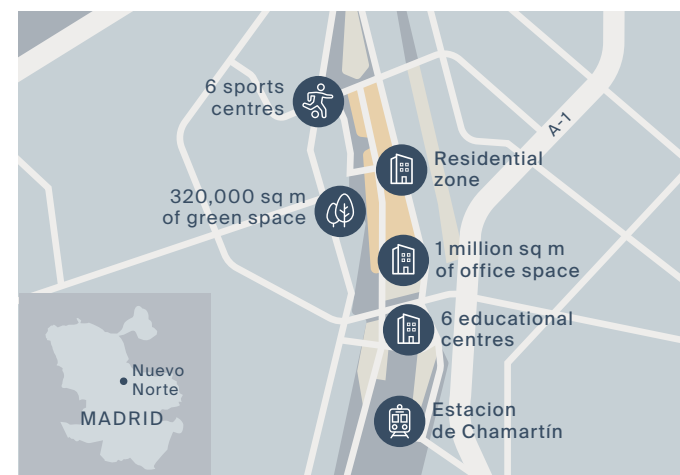 6 sports
centres
A-1
Residential
zone
320,000 sq m
of green space
1 million sq m
of office space
6 educational
centres
Nuevo
Norte
MADRID
Estacion
de Chamartín